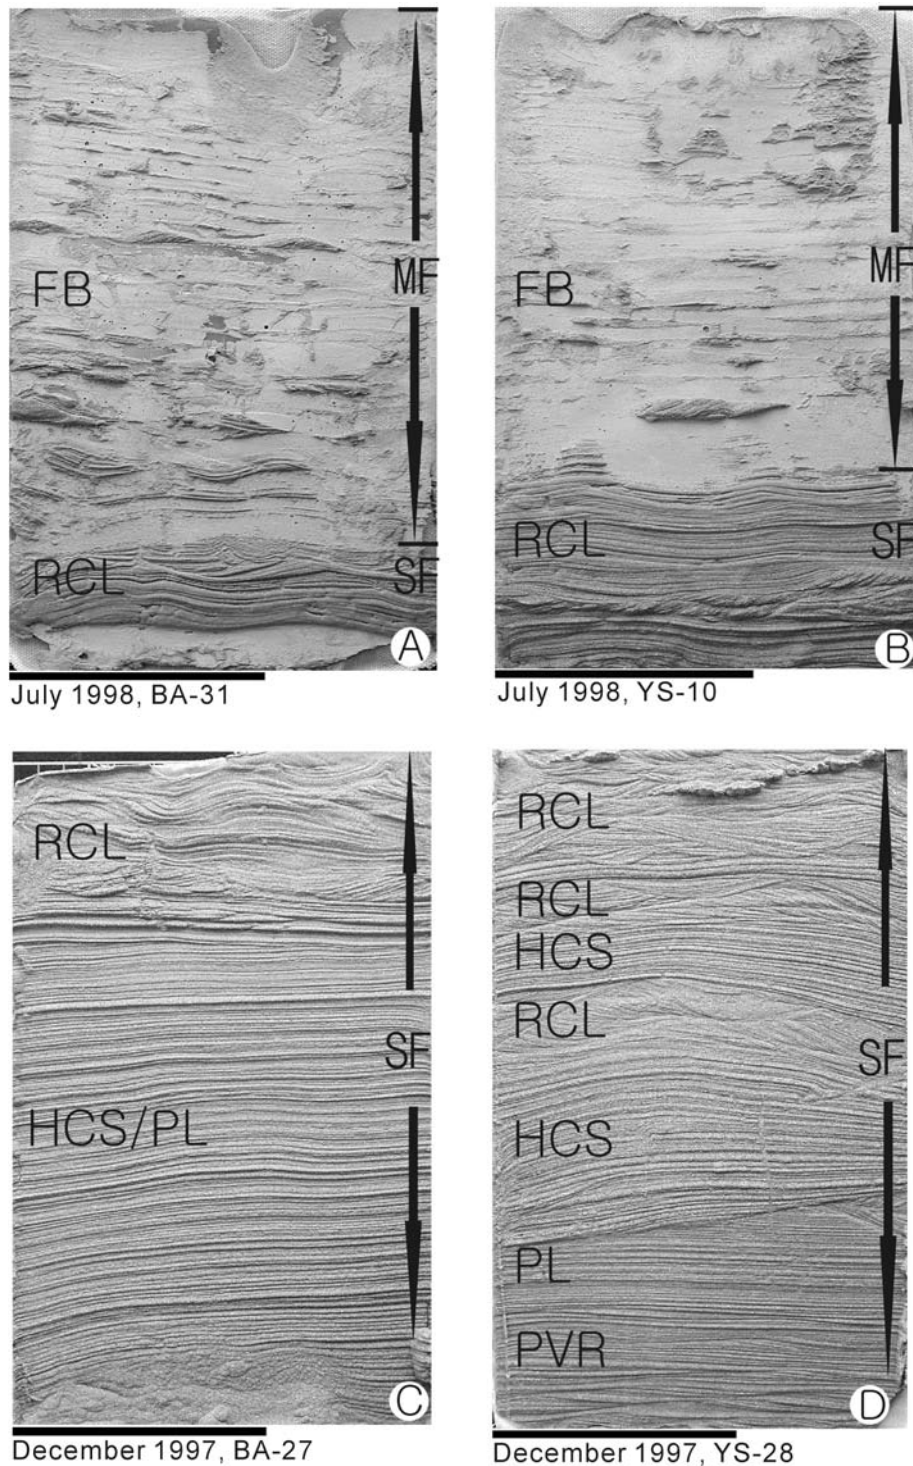 FB
MF
RCL
SF
A
July 1998, BA-31
FB
MF
RCL
SF
B
July 1998, YS-10
RCL
SF
HCS/PL
C
December 1997, BA-27
RCL
RCL
HCS
RCL
SF
HCS
PL
PVR
D
December 1997, YS-28